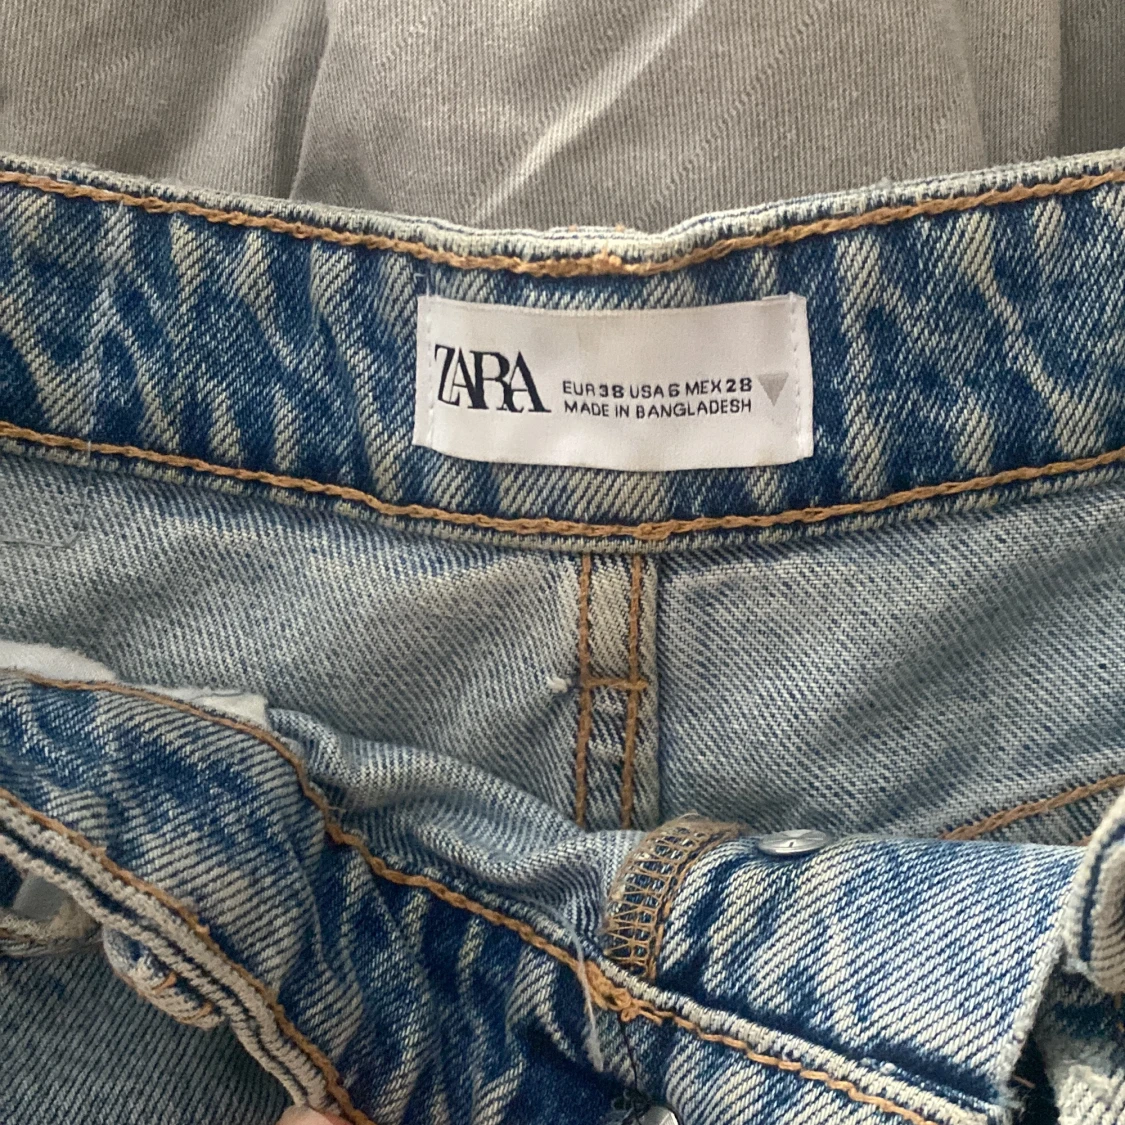 ZARA
EUR 38 USA 6 MEX 28
MADE IN BANGLADESH